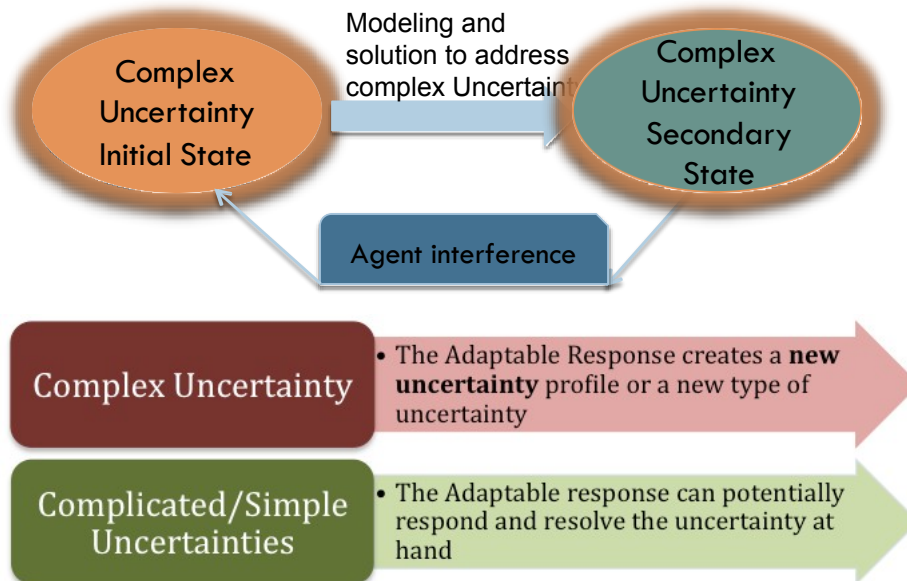 Modeling and
solution to address
complex Uncertainty
Complex
Uncertainty
Initial State
Complex
Uncertainty
Secondary
State
Agent interference
Complex Uncertainty
• The Adaptable Response creates a new
uncertainty profile or a new type of
uncertainty
Complicated/Simple
Uncertainties
• The Adaptable response can potentially
respond and resolve the uncertainty at
hand